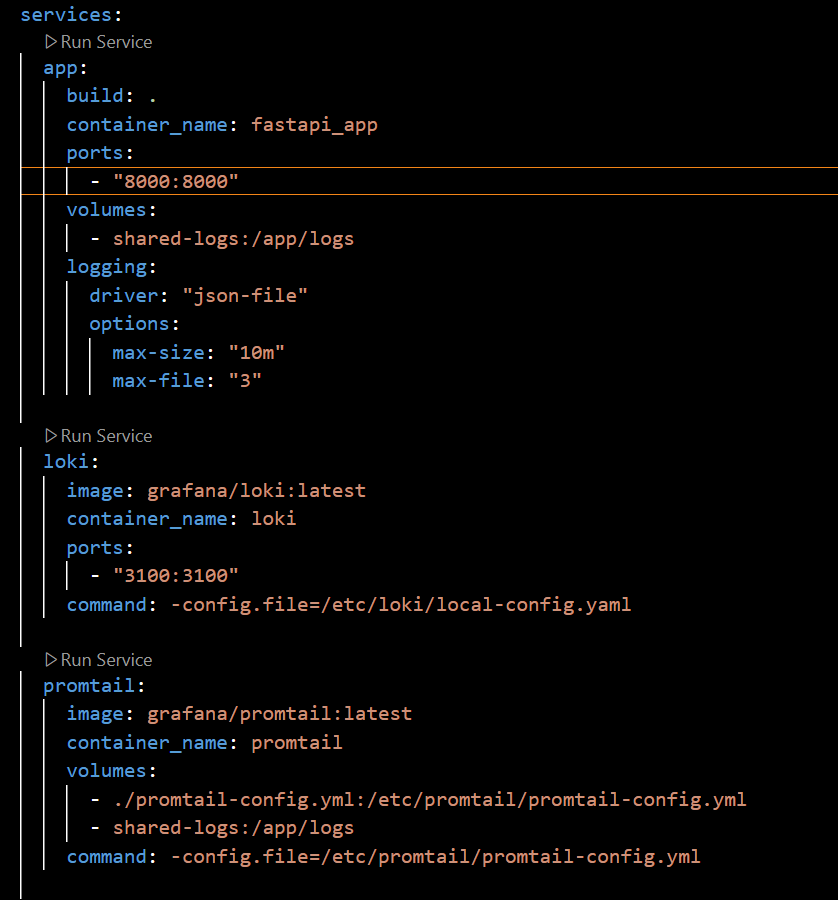 services:
▷Run Service
app:
build: .
container_name: fastapi_app
ports:
- "8000:8000"
volumes:
- shared-logs:/app/logs
logging:
driver: "json-file"
options:
max-size: "10m"
max-file: "3"
▷Run Service
loki:
image: grafana/loki:latest
container_name: loki
ports:
- "3100:3100"
command: -config.file=/etc/loki/local-config.yaml
▷Run Service
promtail:
image: grafana/promtail:latest
container_name: promtail
volumes:
- ./promtail-config.yml:/etc/promtail/promtail-config.yml
- shared-logs:/app/logs
command: -config.file=/etc/promtail/promtail-config.yml